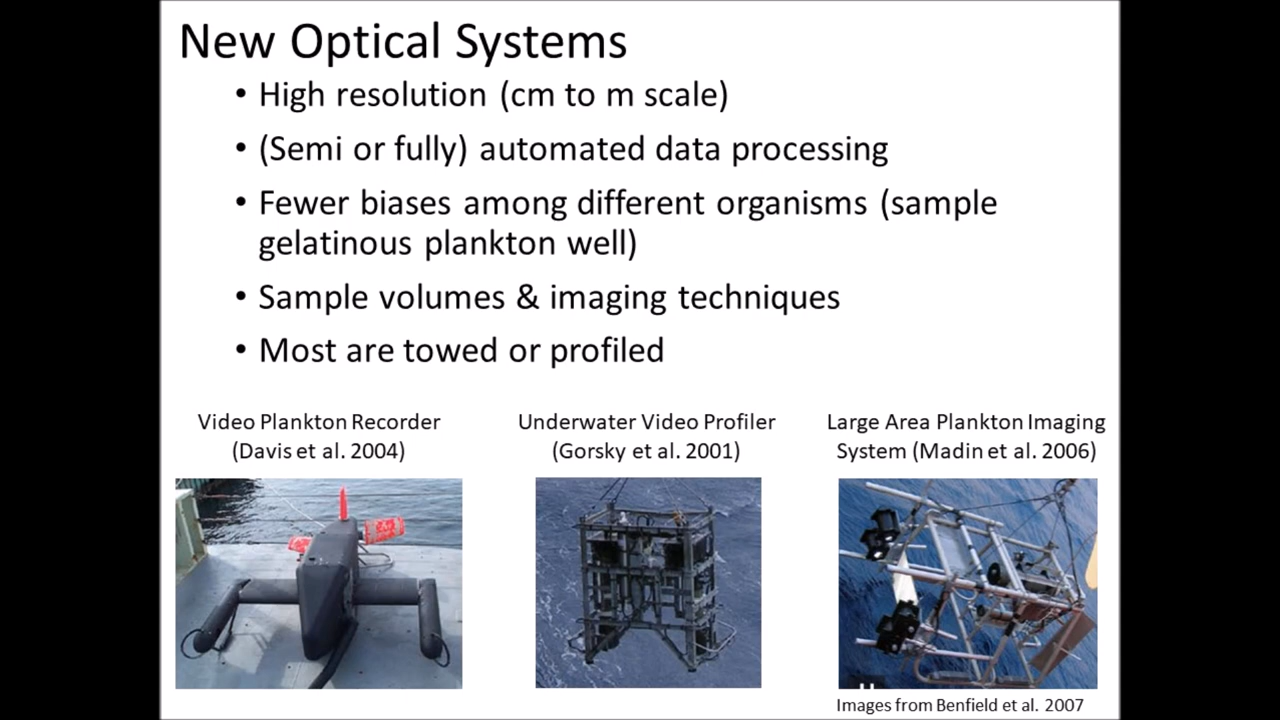 New Optical Systems
• High resolution (cm to m scale)
• (Semi or fully) automated data processing
• Fewer biases among different organisms (sample
gelatinous plankton well)
• Sample volumes & imaging techniques
• Most are towed or profiled
Video Plankton Recorder
(Davis et al. 2004)
Underwater Video Profiler
(Gorsky et al. 2001)
Large Area Plankton Imaging
System (Madin et al. 2006)
Images from Benfield et al. 2007